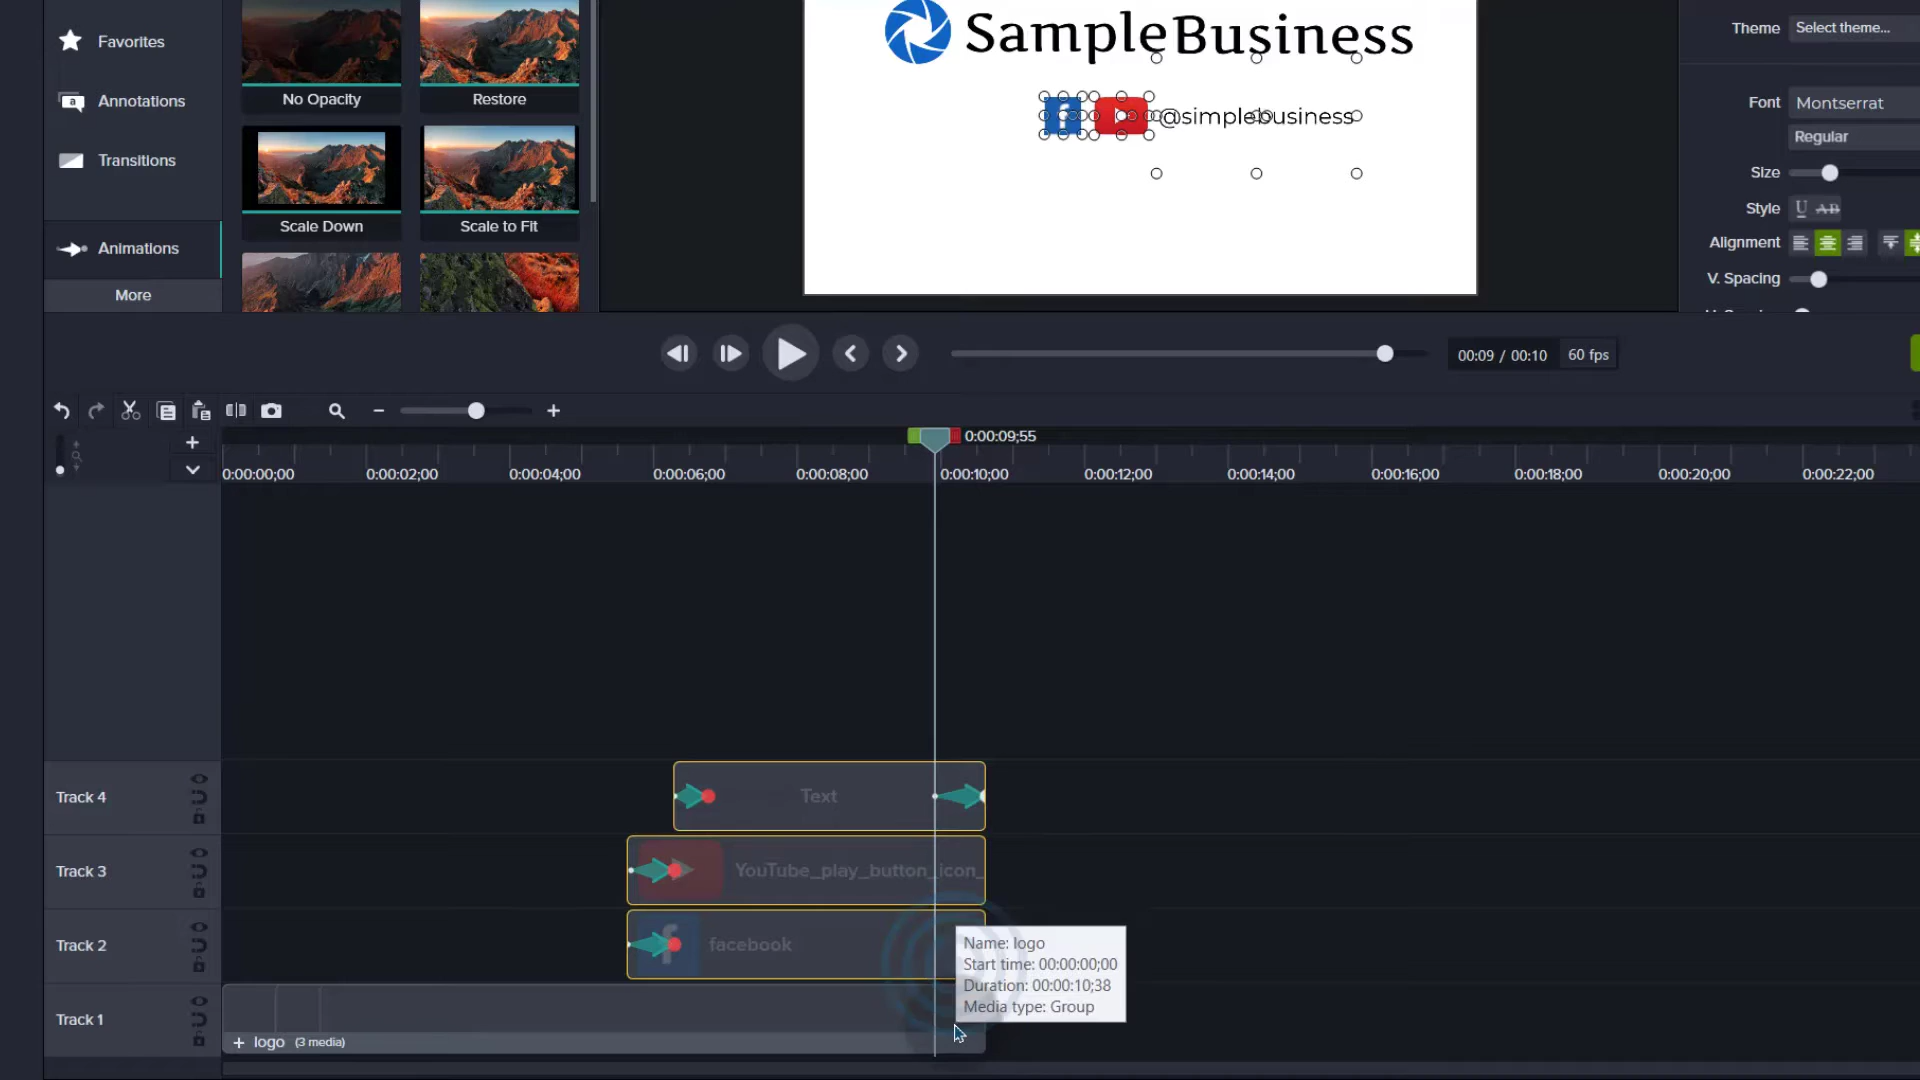 Favorites
Annotations
Transitions
Animations
More
No Opacity
Restore
Scale Down
Scale to Fit
SampleBusiness
@simplebusiness
Theme
Select theme...
Font
Montserrat
Regular
Size
Style
U AB
Alignment
V. Spacing
00:09 / 00:10
60 fps
0:00:09;55
0:00:00;00
0:00:02;00
0:00:04;00
0:00:06;00
0:00:08;00
0:00:10;00
0:00:12;00
0:00:14;00
0:00:16;00
0:00:18;00
0:00:20;00
0:00:22;00
Track 4
Text
Track 3
YouTube_play_button_icon_
Track 2
facebook
Track 1
+ logo (3 media)
Name: logo
Start time: 00:00:00;00
Duration: 00:00:10;38
Media type: Group